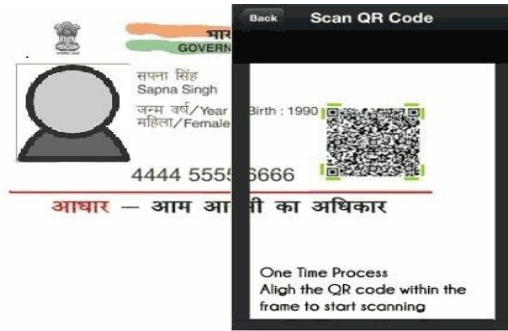 Back Scan QR Code
भार
GOVERN
सपना सिंह
Sapna Singh
जन्म वर्ष/Year Birth : 1990
महिला/Female
4444 5555 6666
आधार — आम आ मी का अधिकार
One Time Process
Aligh the QR code within the
frame to start scanning